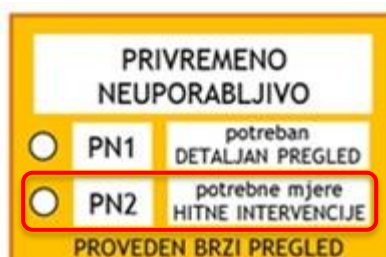 PRIVREMENO
NEUPORABLJIVO
PN1 potreban
DETALJAN PREGLED
PN2 potrebne mjere
HITNE INTERVENCIJE
PROVEDEN BRZI PREGLED